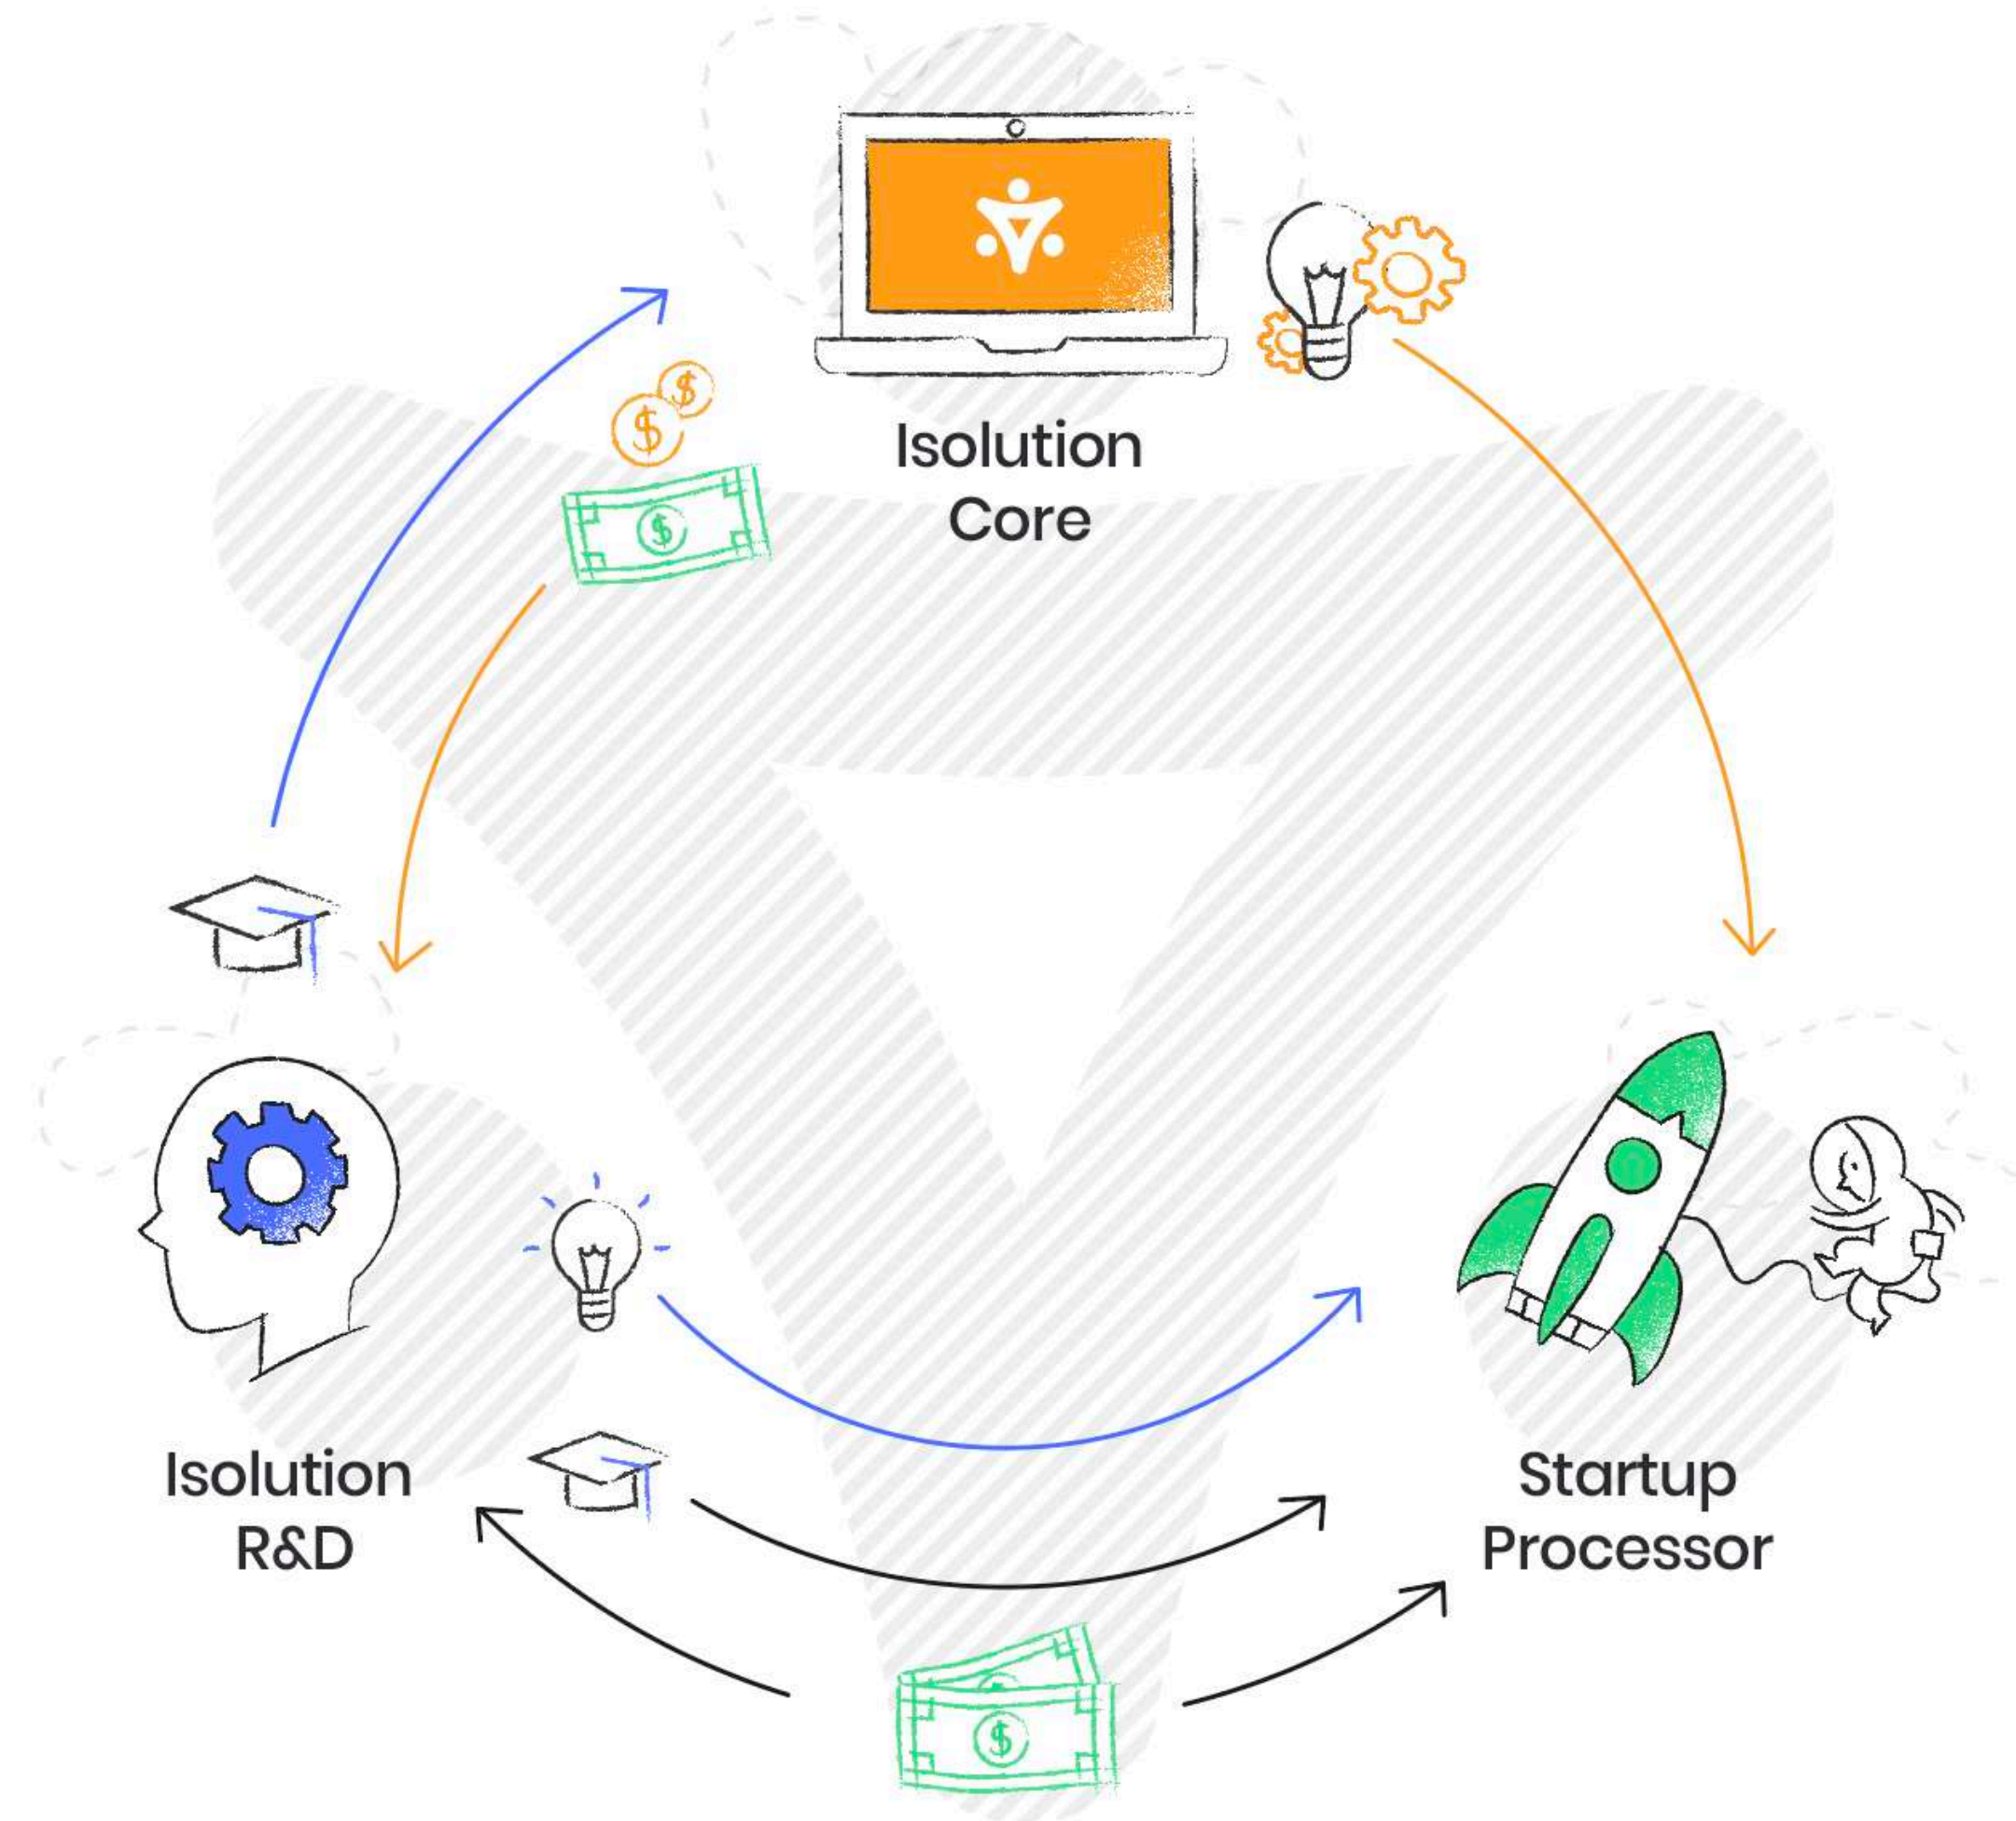 $
$
$
Isolution
Core
Isolution
R&D
Startup
Processor
$